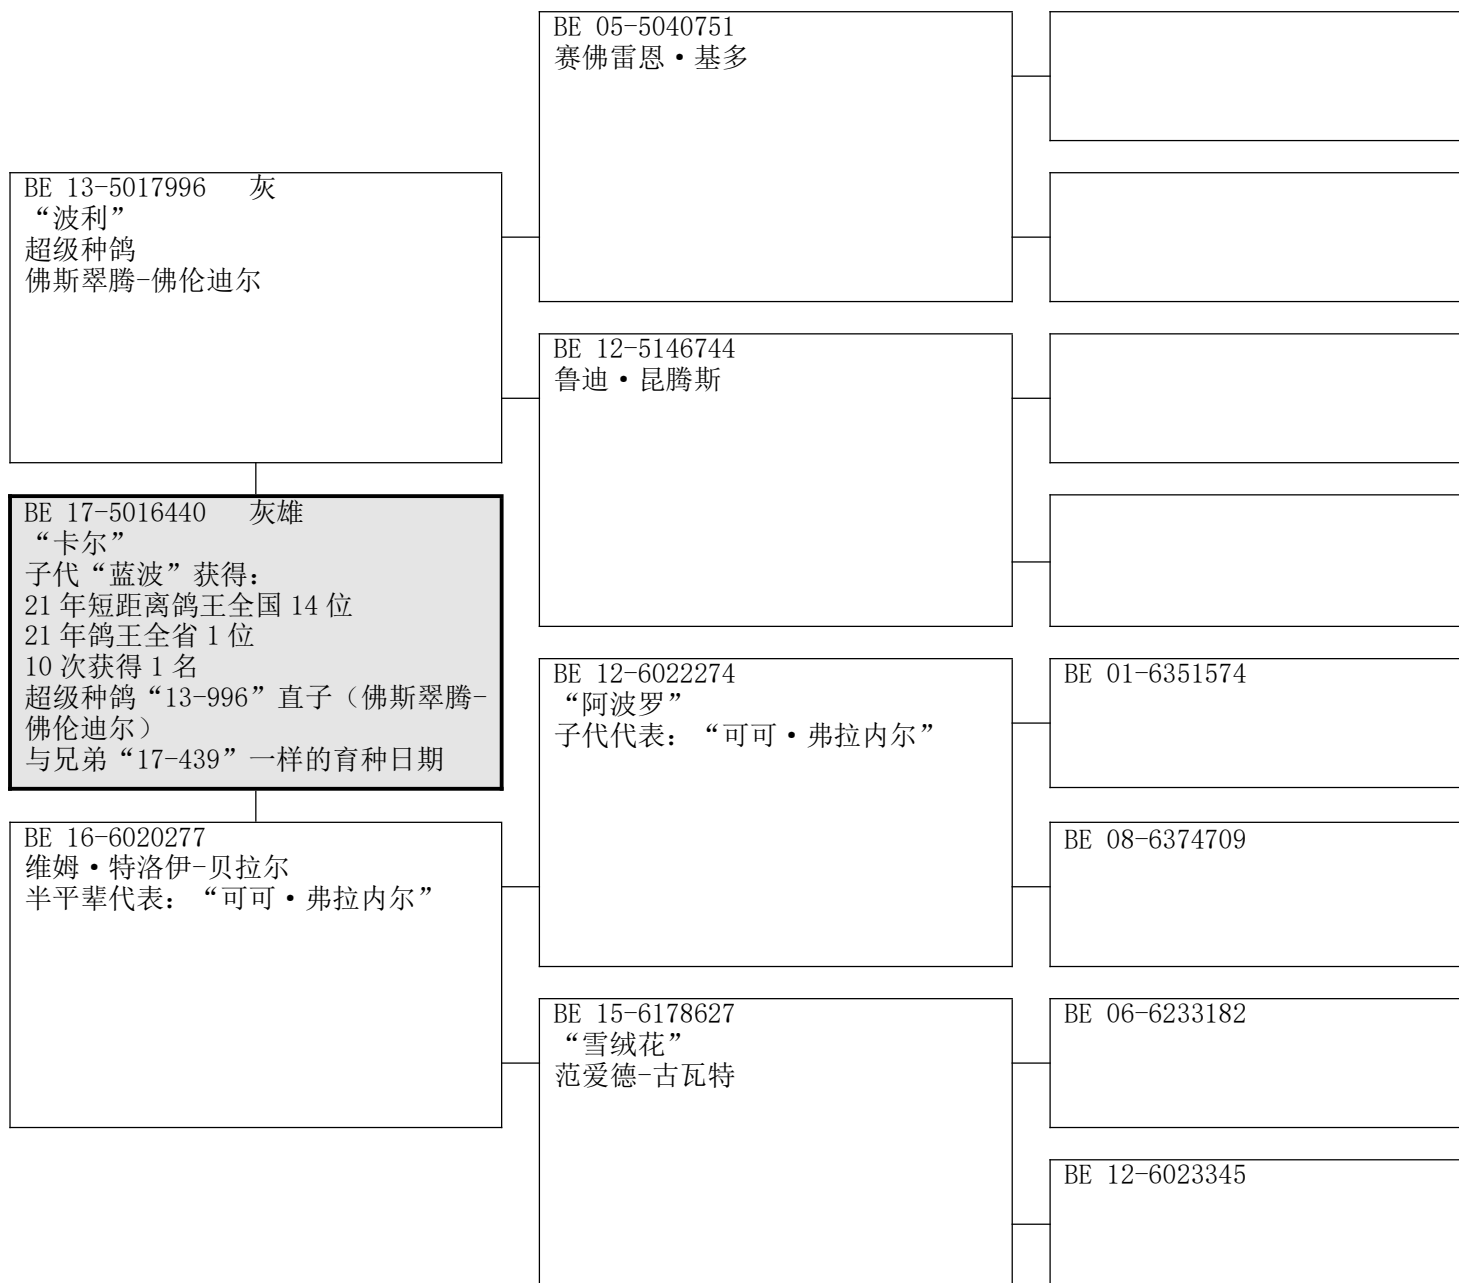 BE 05-5040751
赛佛雷恩·基多
BE 13-5017996 灰
“波利”
超级种鸽
佛斯翠腾-佛伦迪尔
BE 12-5146744
鲁迪·昆腾斯
BE 17-5016440 灰雄
“卡尔”
子代“蓝波”获得：
21 年短距离鸽王全国 14 位
21 年鸽王全省 1 位
10 次获得 1 名
超级种鸽“13-996”直子（佛斯翠腾-
佛伦迪尔）
与兄弟“17-439”一样的育种日期
BE 12-6022274
“阿波罗”
子代代表：“可可·弗拉内尔”
BE 01-6351574
BE 16-6020277
维姆·特洛伊-贝拉尔
半平辈代表：“可可·弗拉内尔”
BE 08-6374709
BE 15-6178627
“雪绒花”
范爱德-古瓦特
BE 06-6233182
BE 12-6023345